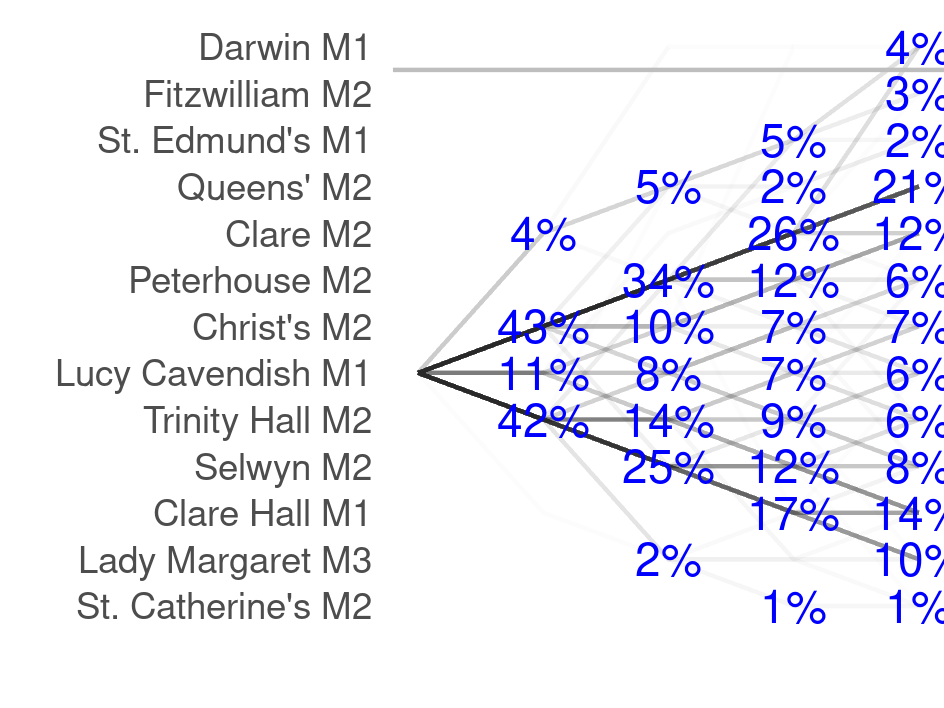 Darwin M1 4%
Fitzwilliam M2 3%
St. Edmund's M1 5% 2%
Queens' M2 5% 2% 21%
Clare M2 4% 26% 12%
Peterhouse M2 34% 12% 6%
Christ's M2 43% 10% 7% 7%
Lucy Cavendish M1 11% 8% 7% 6%
Trinity Hall M2 42% 14% 9% 6%
Selwyn M2 25% 12% 8%
Clare Hall M1 17% 14%
Lady Margaret M3 2% 10%
St. Catherine's M2 1% 1%